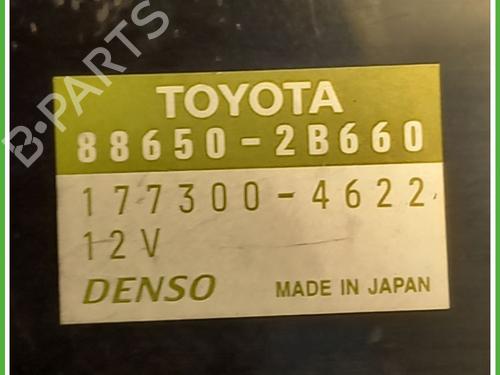 B-PARTS
TOYOTA
88650-2B660
177300-4622
12V
DENSO MADE IN JAPAN